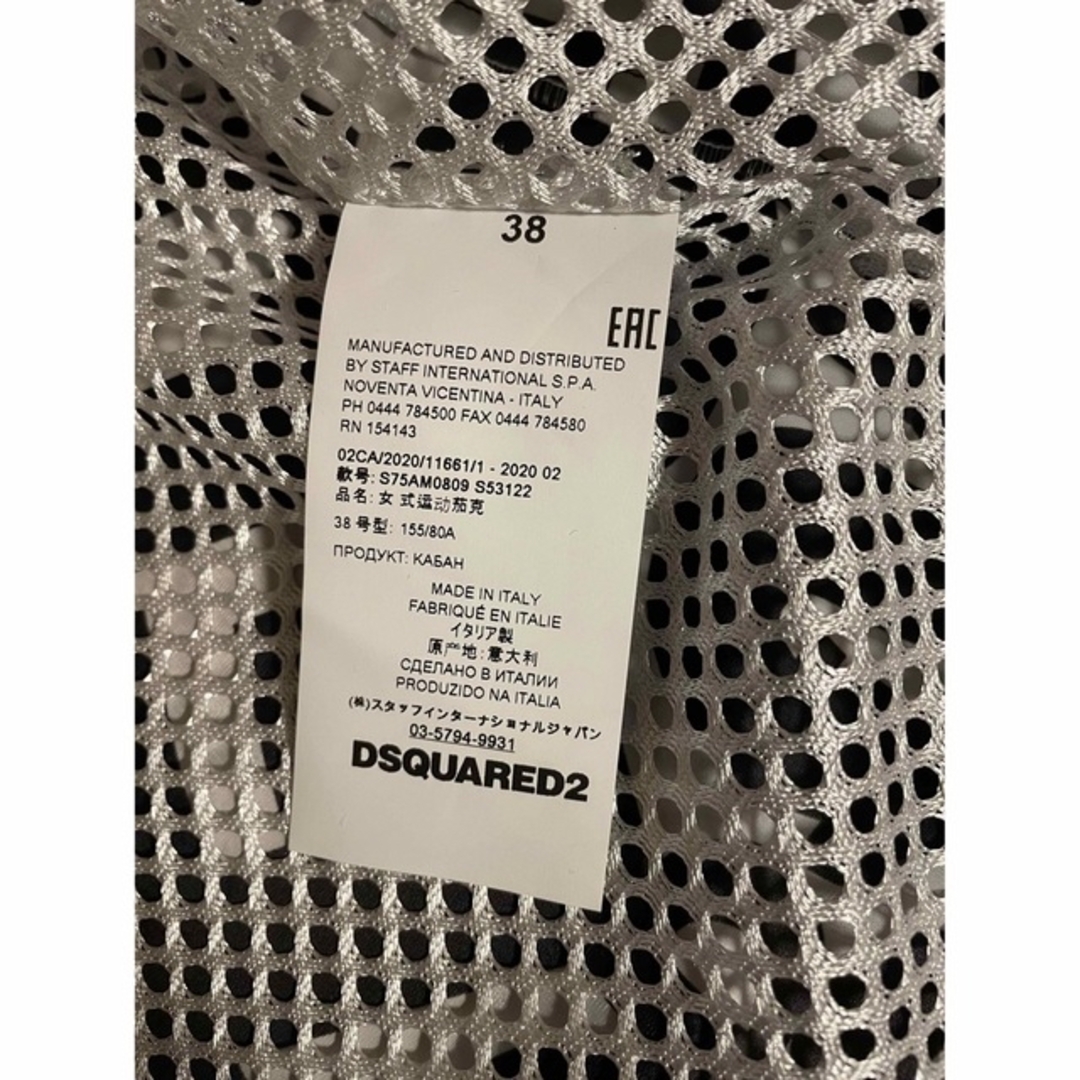 38
EAC
MANUFACTURED AND DISTRIBUTED
BY STAFF INTERNATIONAL S.P.A.
NOVENTA VICENTINA - ITALY
PH 0444 784500 FAX 0444 784580
RN 154143
02CA/2020/11661/1 - 2020 02
款号: S75AM0809 S53122
品名: 女 式运动茄克
38 号型: 155/80A
ПРОДУКТ: КАБАН
MADE IN ITALY
FABRIQUÉ EN ITALIE
イタリア製
原产地:意大利
СДЕЛАНО В ИТАЛИИ
PRODUZIDO NA ITALIA
(株)スタッフインターナショナルジャパン
03-5794-9931
DSQUARED2